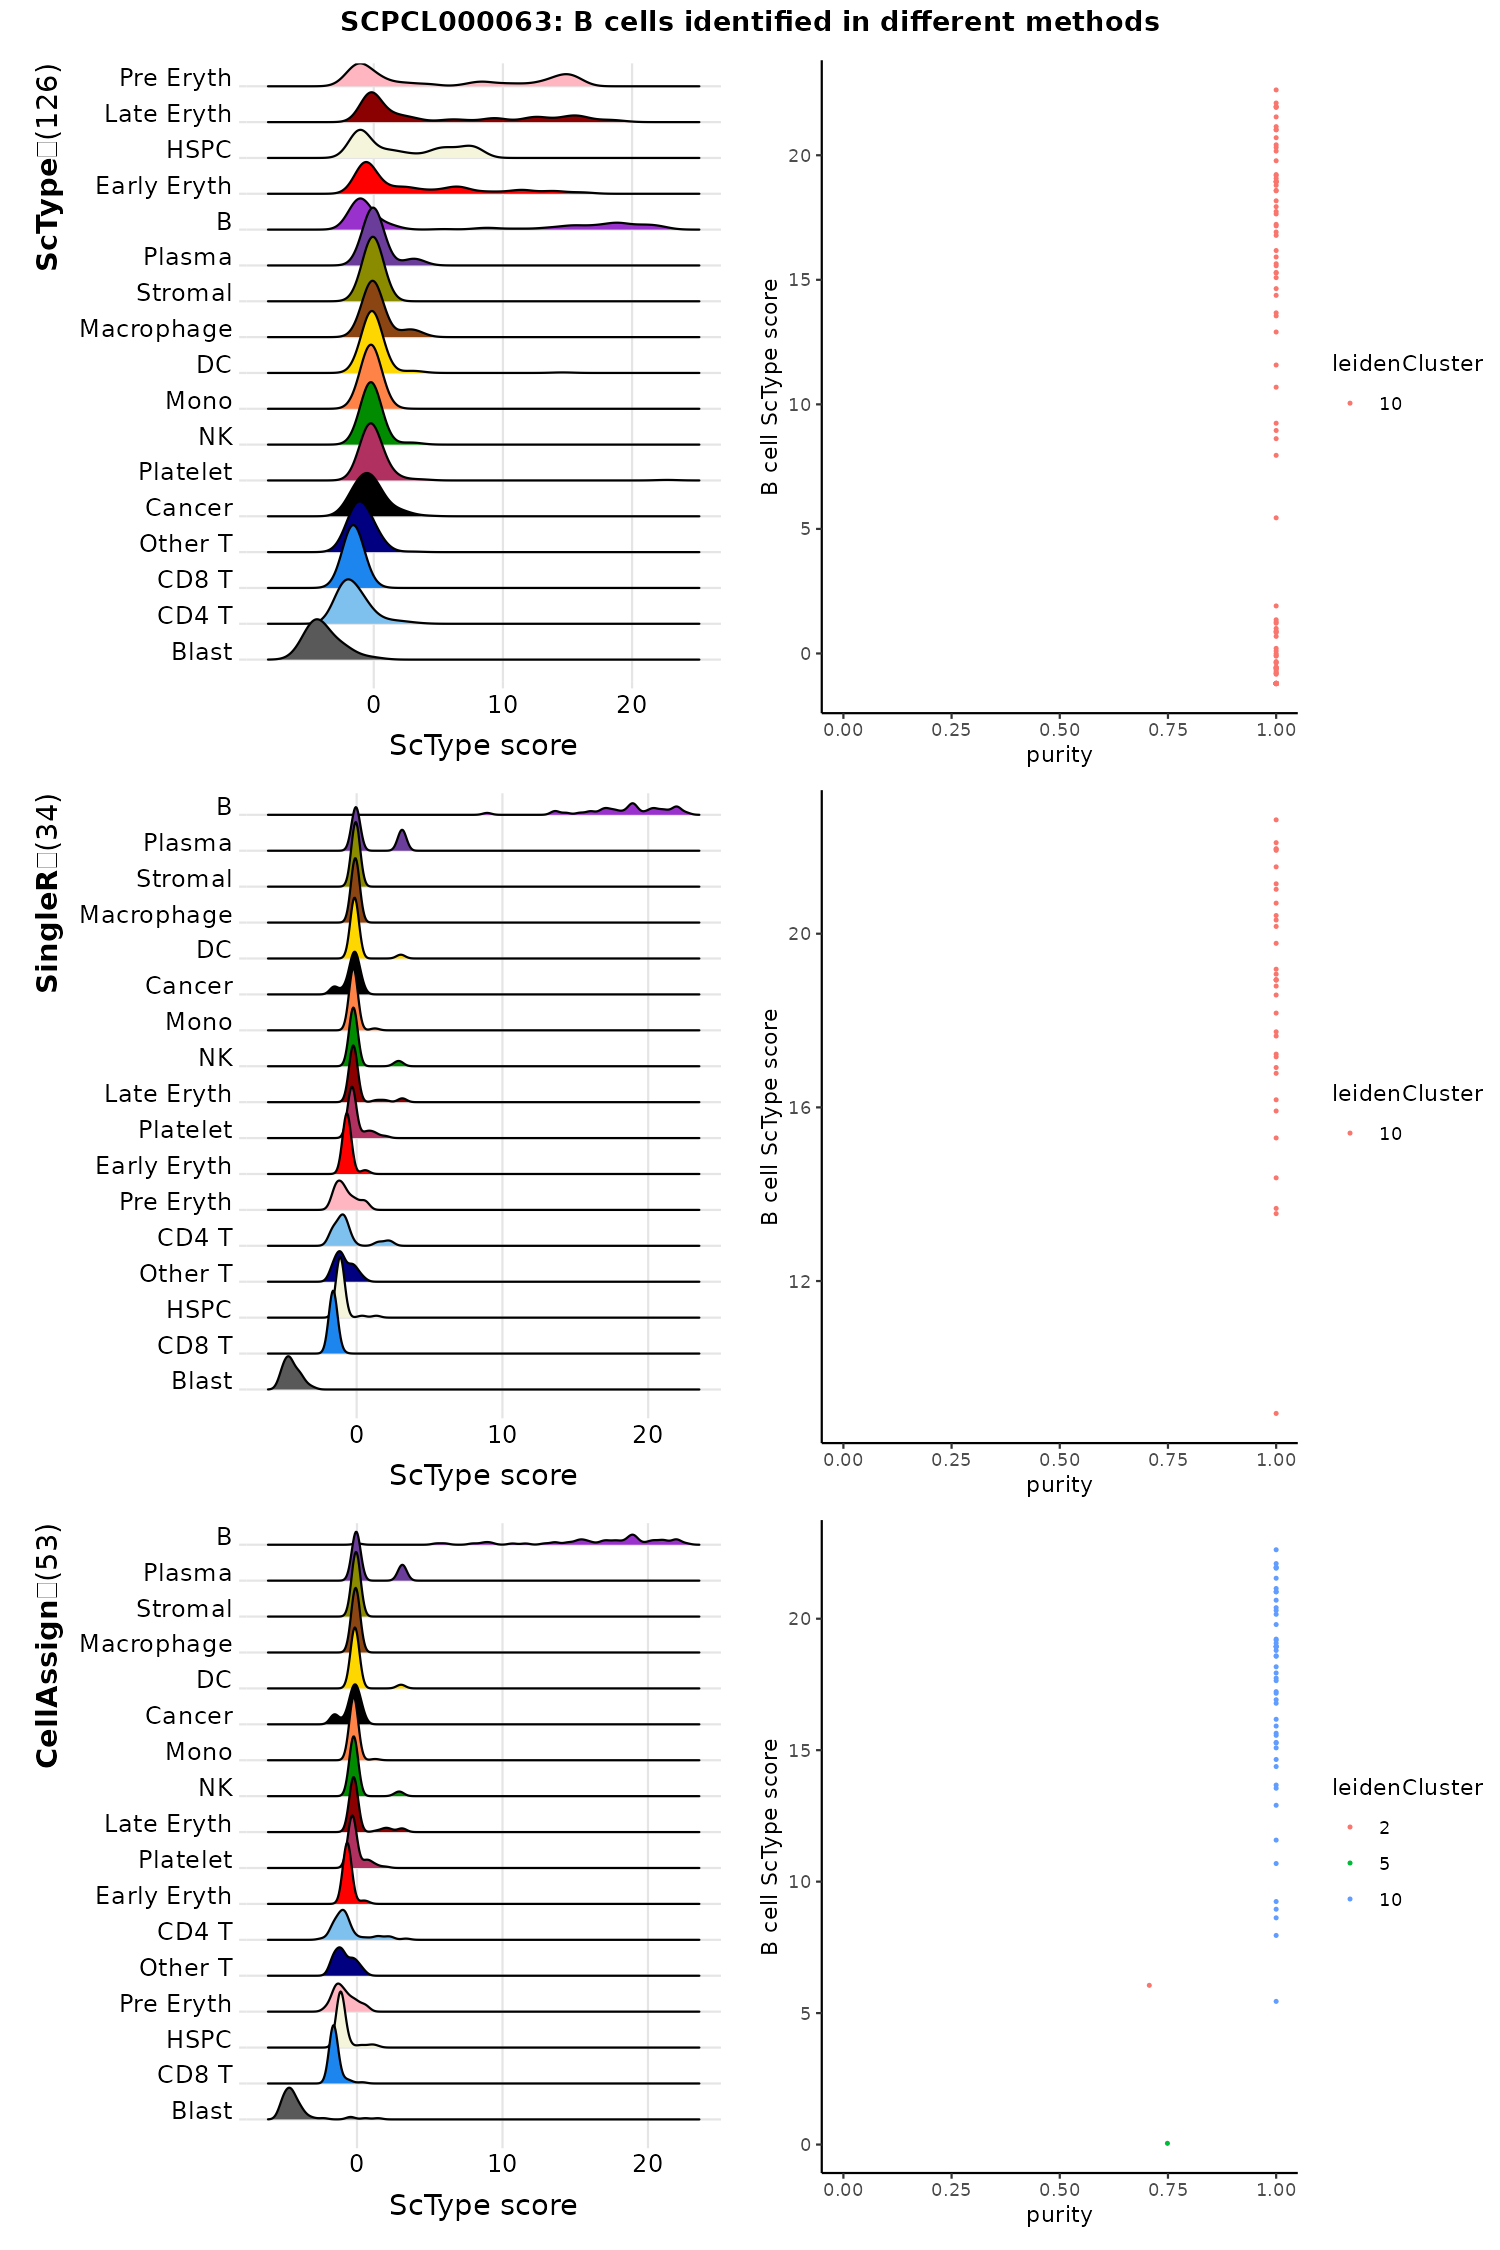 SCPCL000063: B cells identified in different methods
ScType (126)
Pre Eryth
Late Eryth
HSPC
Early Eryth
B
Plasma
Stromal
Macrophage
DC
Mono
NK
Platelet
Cancer
Other T
CD8 T
CD4 T
Blast
0 10 20
ScType score
B cell ScType score
20
15
10
5
0
0.00 0.25 0.50 0.75 1.00
purity
leidenCluster
10
SingleR (34)
B
Plasma
Stromal
Macrophage
DC
Cancer
Mono
NK
Late Eryth
Platelet
Early Eryth
Pre Eryth
CD4 T
Other T
HSPC
CD8 T
Blast
0 10 20
ScType score
B cell ScType score
20
16
12
0.00 0.25 0.50 0.75 1.00
purity
leidenCluster
10
CellAssign (53)
B
Plasma
Stromal
Macrophage
DC
Cancer
Mono
NK
Late Eryth
Platelet
Early Eryth
CD4 T
Other T
Pre Eryth
HSPC
CD8 T
Blast
0 10 20
ScType score
B cell ScType score
20
15
10
5
0
0.00 0.25 0.50 0.75 1.00
purity
leidenCluster
2
5
10